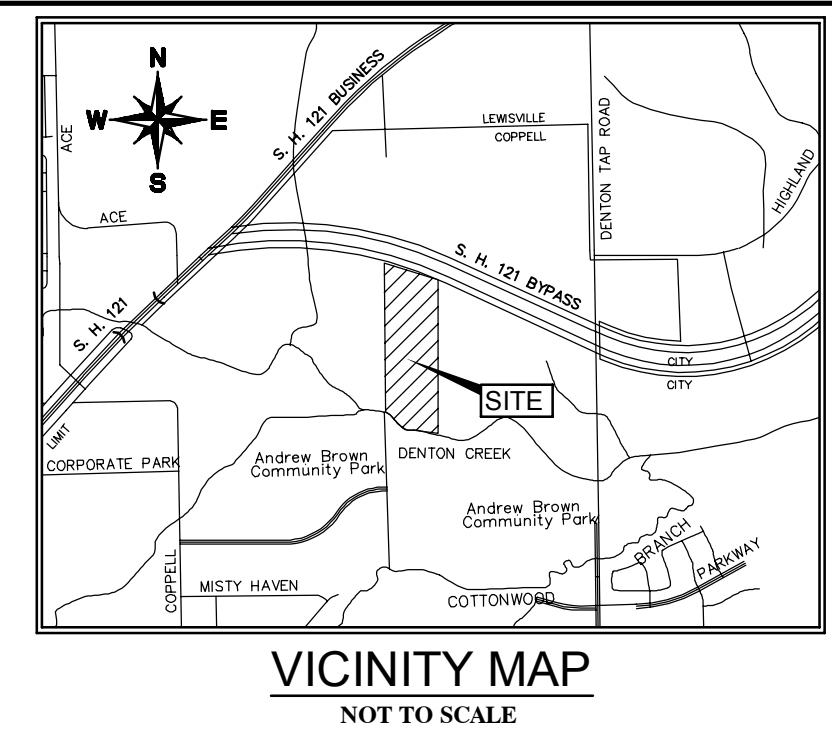 N
W E
S
ACE
ACE
S. H. 121 BUSINESS
LEWISVILLE
COPPELL
DENTON TAP ROAD
HIGHLAND
S. H. 121 BYPASS
S. H. 121
CITY
CITY
SITE
LIMIT
CORPORATE PARK
Andrew Brown
Community Park
DENTON CREEK
Andrew Brown
Community Park
BRANCH
PARKWAY
COPPELL
MISTY HAVEN
COTTONWOOD
VICINITY MAP
NOT TO SCALE